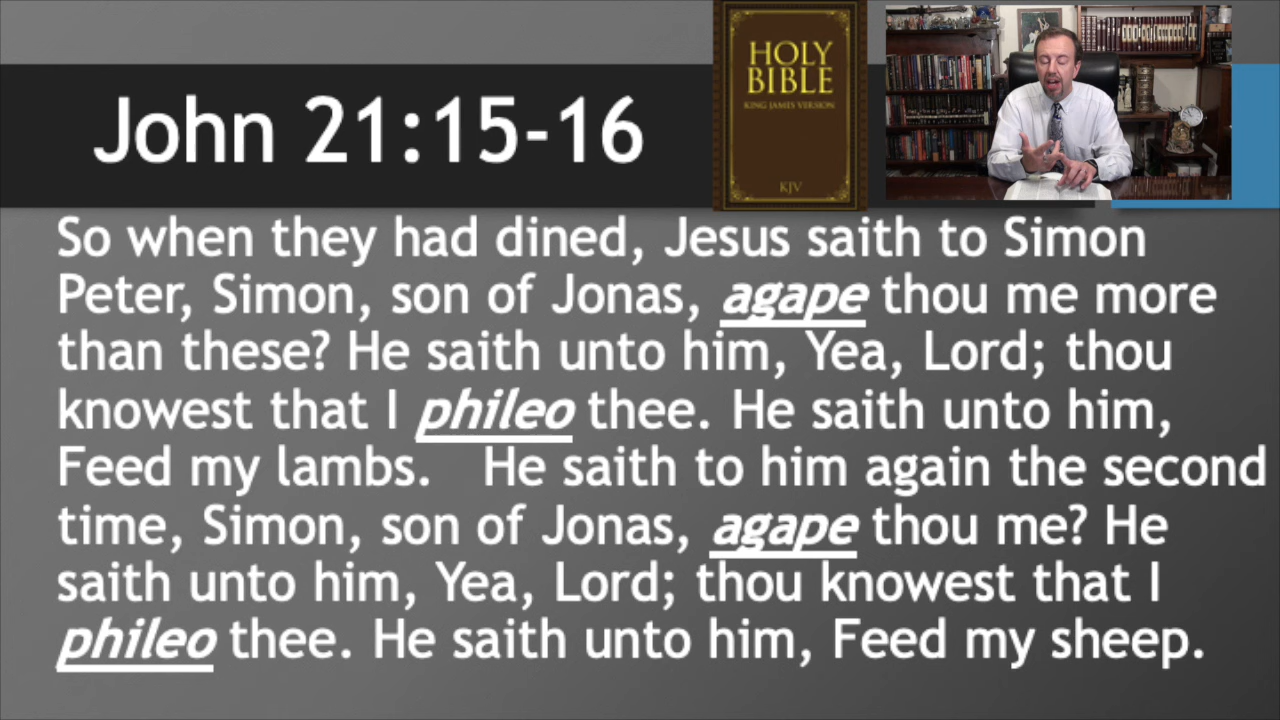 John 21:15-16
HOLY
BIBLE
KING JAMES VERSION
KJV
So when they had dined, Jesus saith to Simon
Peter, Simon, son of Jonas, agape thou me more
than these? He saith unto him, Yea, Lord; thou
knowest that I phileo thee. He saith unto him,
Feed my lambs. He saith to him again the second
time, Simon, son of Jonas, agape thou me? He
saith unto him, Yea, Lord; thou knowest that I
phileo thee. He saith unto him, Feed my sheep.